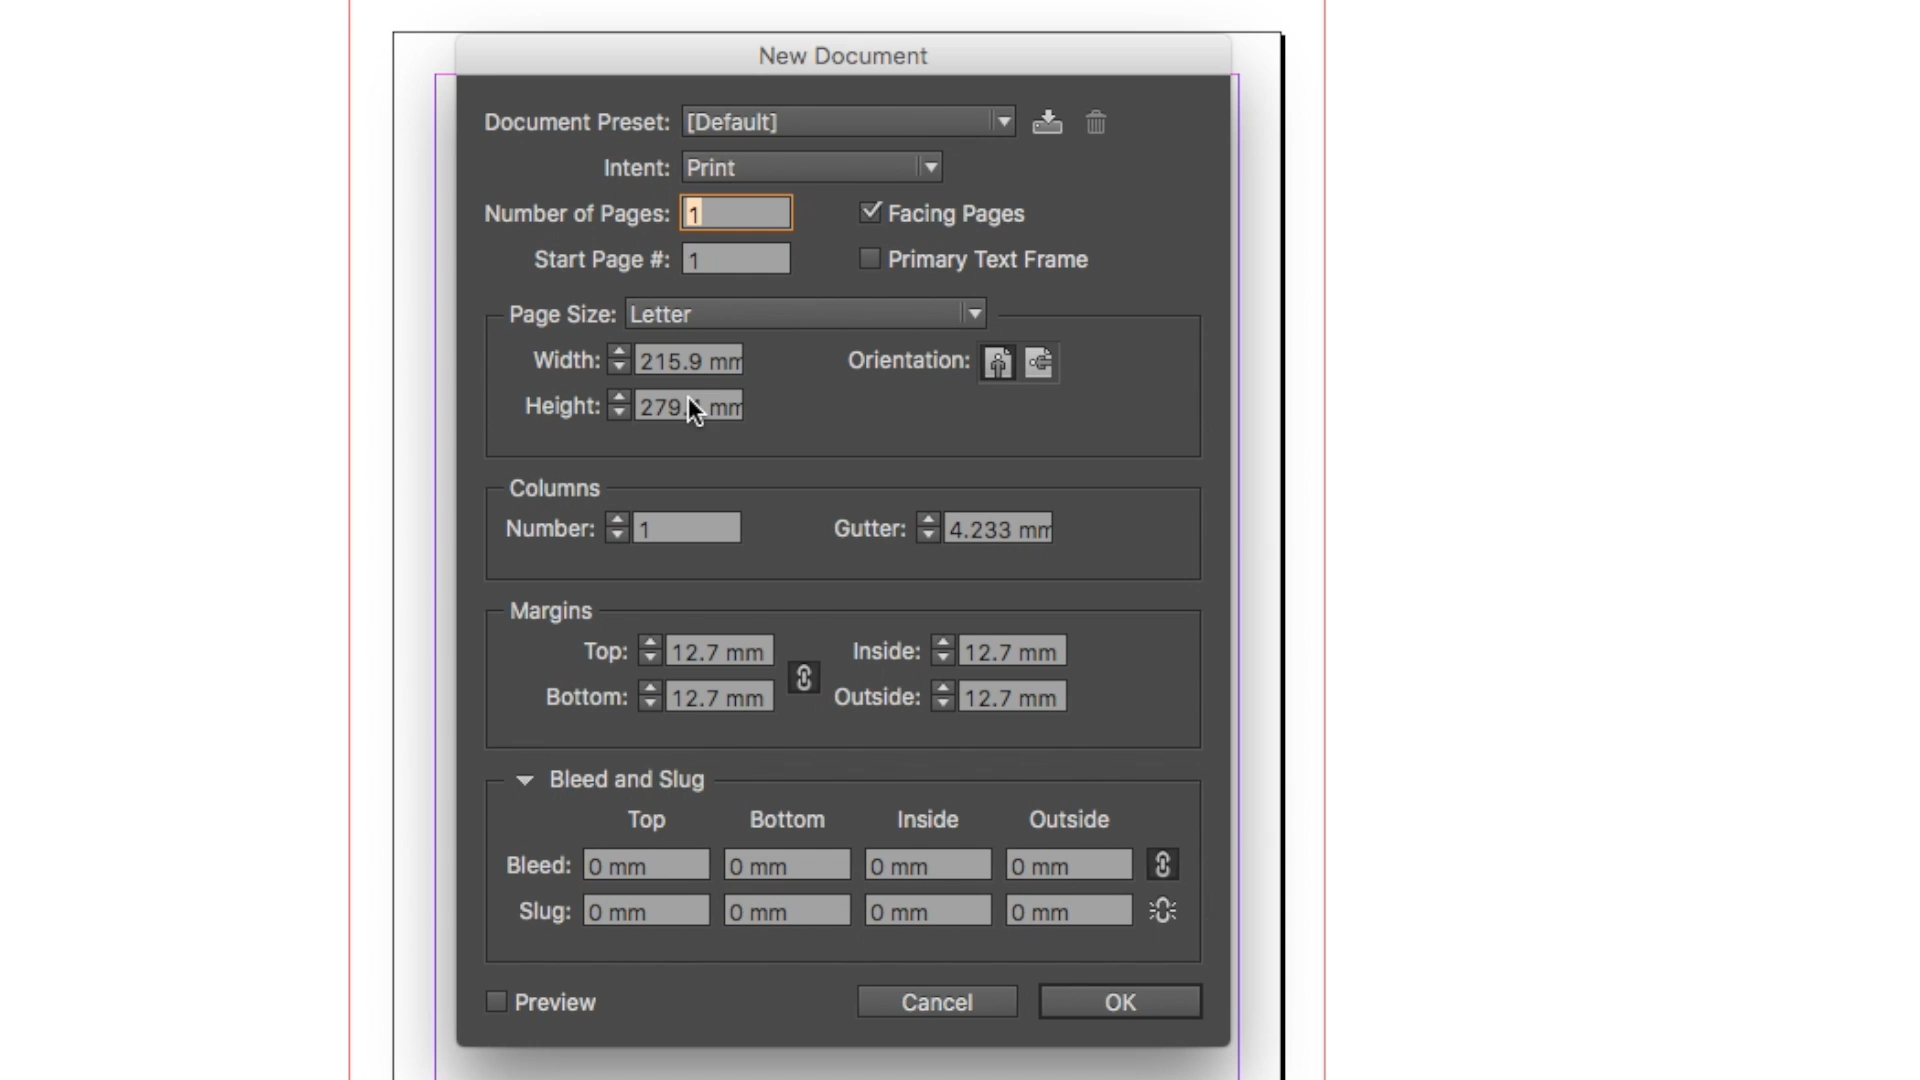 New Document
Document Preset: [Default]
Intent: Print
Number of Pages: 1 Facing Pages
Start Page #: 1 Primary Text Frame
Page Size: Letter
Width: 215.9 mm Orientation:
Height: mm
Columns
Number: 1 Gutter: 4.233 mm
Margins
Top: 12.7 mm Inside: 12.7 mm
Bottom: 12.7 mm Outside: 12.7 mm
Bleed and Slug
Top Bottom Inside Outside
Bleed: 0 mm 0 mm 0 mm 0 mm
Slug: 0 mm 0 mm 0 mm 0 mm
Preview Cancel OK